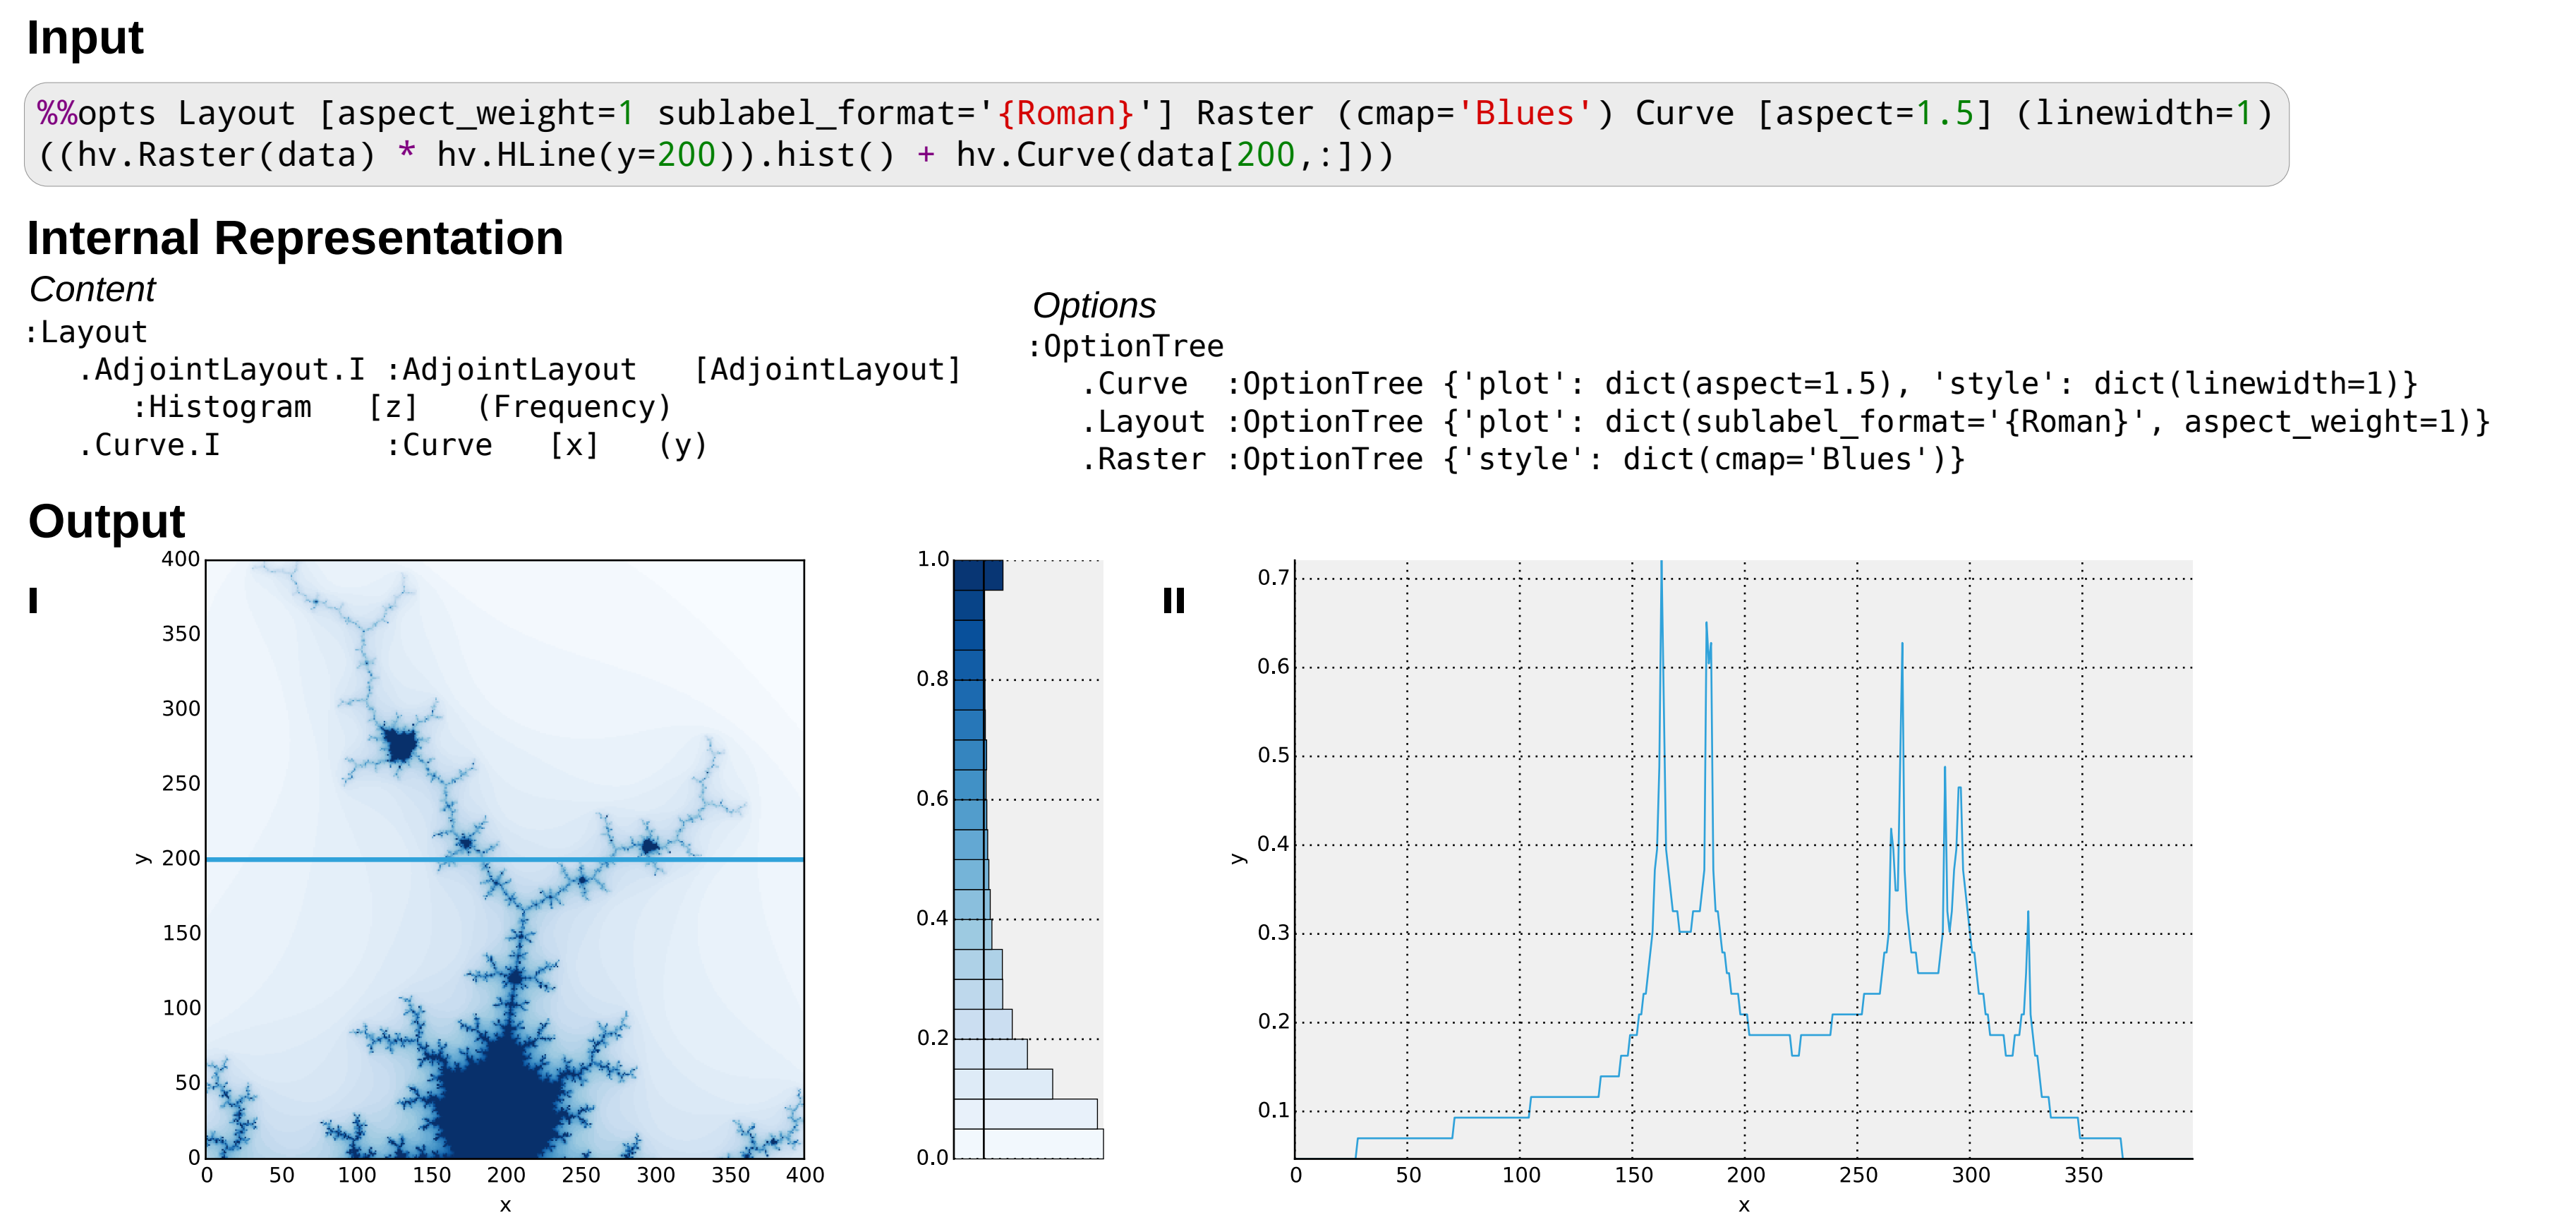 Input
%%opts Layout [aspect_weight=1 sublabel_format='{Roman}'] Raster (cmap='Blues') Curve [aspect=1.5] (linewidth=1)
((hv.Raster(data) * hv.HLine(y=200)).hist() + hv.Curve(data[200,:]))
Internal Representation
Content
:Layout
.AdjointLayout.I :AdjointLayout [AdjointLayout]
:Histogram [z] (Frequency)
.Curve.I :Curve [x] (y)
Options
:OptionTree
.Curve :OptionTree {'plot': dict(aspect=1.5), 'style': dict(linewidth=1)}
.Layout :OptionTree {'plot': dict(sublabel_format='{Roman}', aspect_weight=1)}
.Raster :OptionTree {'style': dict(cmap='Blues')}
Output
I
400
350
300
250
200
150
100
50
0
y
0 50 100 150 200 250 300 350 400
x
1.0
0.8
0.6
0.4
0.2
0.0
II
0.7
0.6
0.5
0.4
0.3
0.2
0.1
y
0 50 100 150 200 250 300 350
x